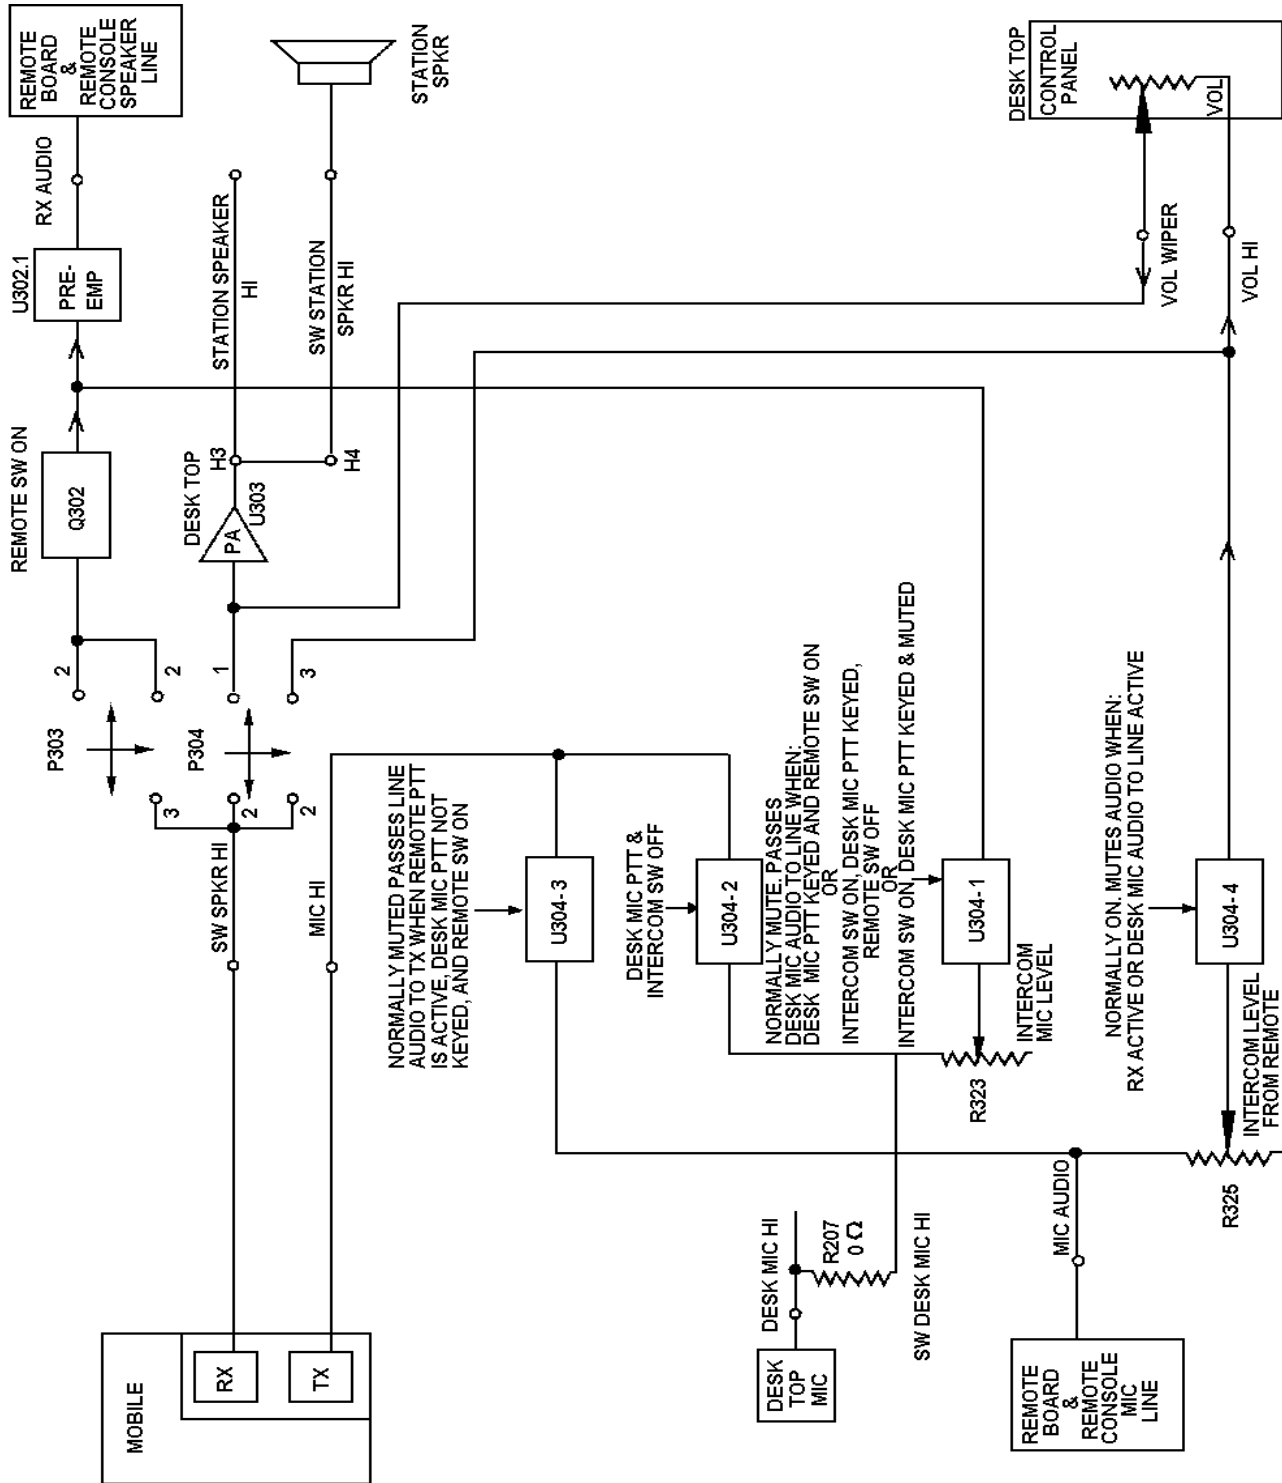 MOBILE
RX
TX
SW SPKR HI
MIC HI
P303
3
2
2
P304
2
2
1
3
REMOTE SW ON
Q302
U302.1
PRE-
EMP
RX AUDIO
REMOTE
BOARD
&
REMOTE
CONSOLE
SPEAKER
LINE
DESK TOP
PA
U303
H3
H4
STATION SPEAKER
HI
SW STATION
SPKR HI
STATION
SPKR
NORMALLY MUTED PASSES LINE
AUDIO TO TX WHEN REMOTE PTT
IS ACTIVE, DESK MIC PTT NOT
KEYED, AND REMOTE SW ON
U304-3
DESK MIC PTT &
INTERCOM SW OFF
U304-2
NORMALLY MUTE. PASSES
DESK MIC AUDIO TO LINE WHEN:
DESK MIC PTT KEYED AND REMOTE SW ON
OR
INTERCOM SW ON, DESK MIC PTT KEYED,
REMOTE SW OFF
OR
INTERCOM SW ON, DESK MIC PTT KEYED & MUTED
U304-1
R323
INTERCOM
MIC LEVEL
DESK
TOP
MIC
DESK MIC HI
R207
0 Ω
SW DESK MIC HI
REMOTE
BOARD
&
REMOTE
CONSOLE
MIC
LINE
MIC AUDIO
R325
INTERCOM LEVEL
FROM REMOTE
NORMALLY ON. MUTES AUDIO WHEN:
RX ACTIVE OR DESK MIC AUDIO TO LINE ACTIVE
U304-4
VOL WIPER
VOL HI
DESK TOP
CONTROL
PANEL
VOL